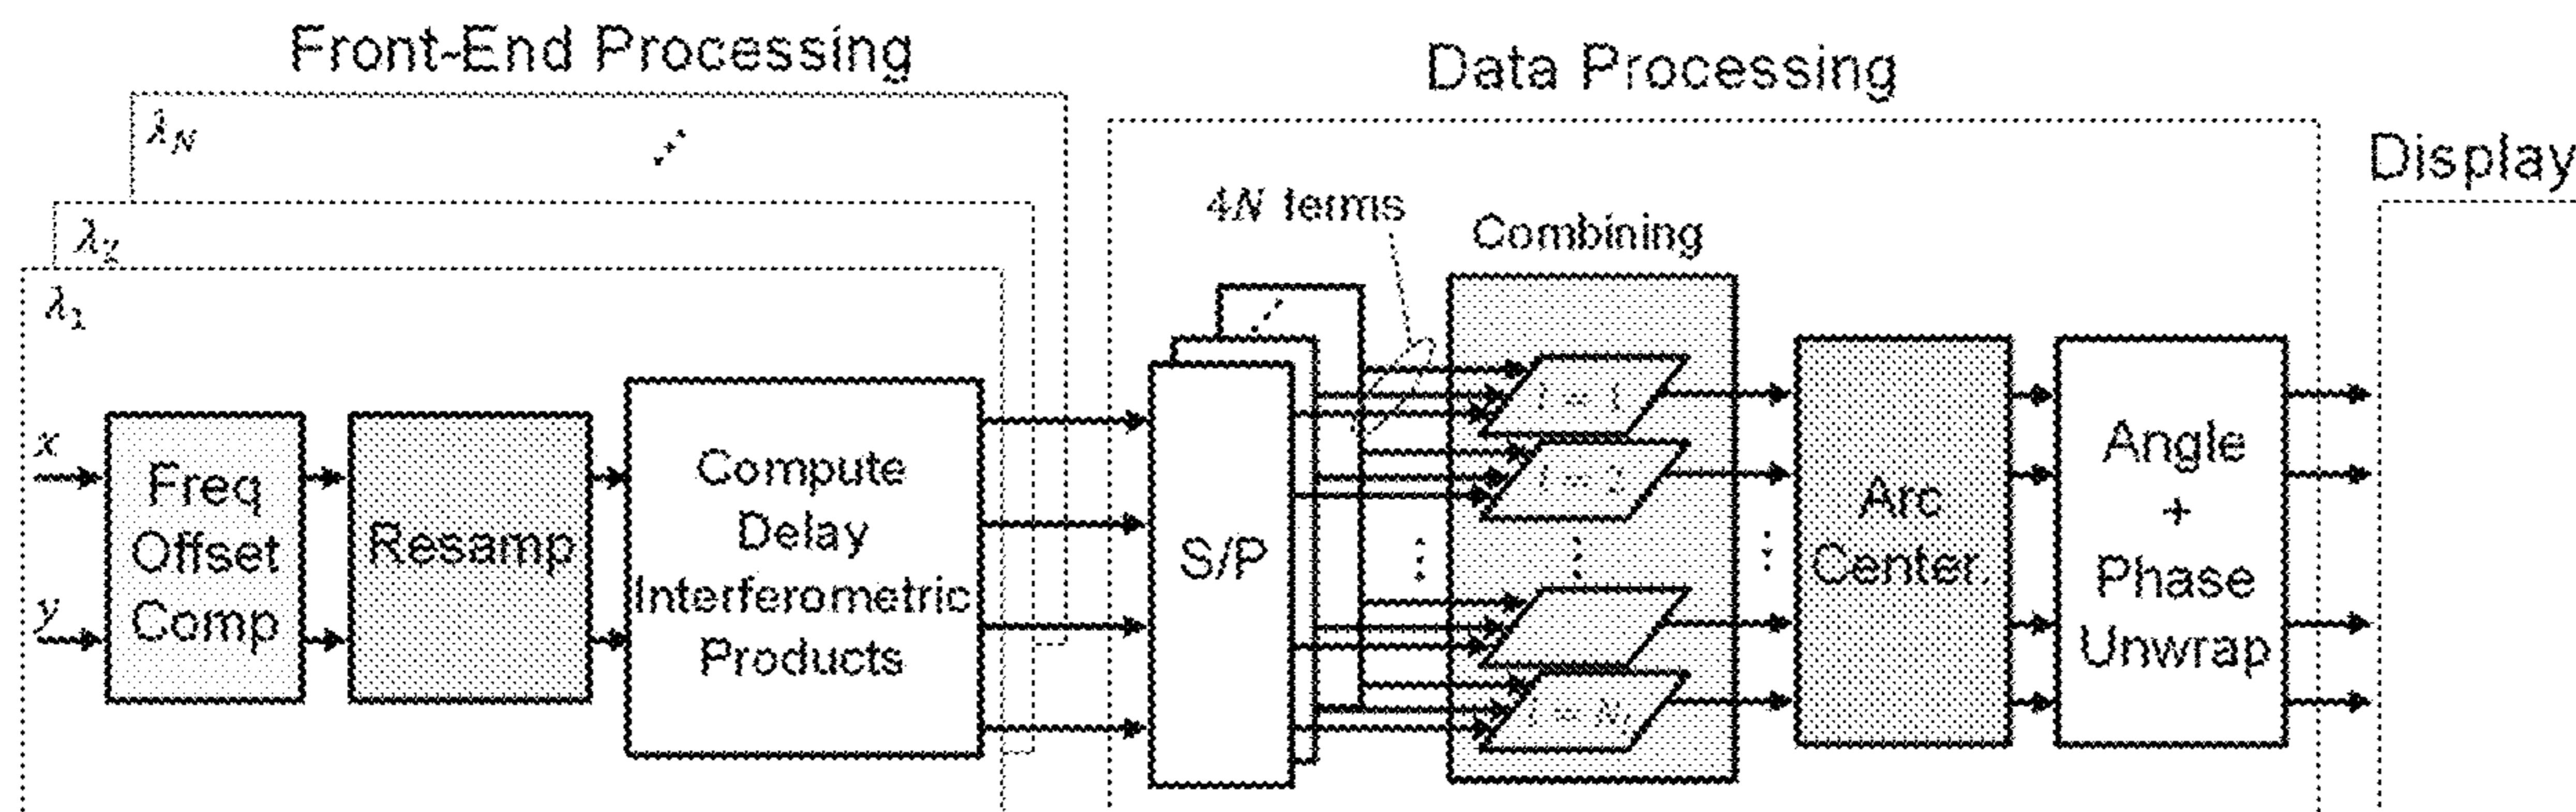 Front-End Processing
Data Processing
Display
λN
λ2
λ1
x
y
Freq
Offset
Comp
Resamp
Compute
Delay
Interferometric
Products
4N terms
Combining
S/P
Arc
Center.
Angle
+
Phase
Unwrap